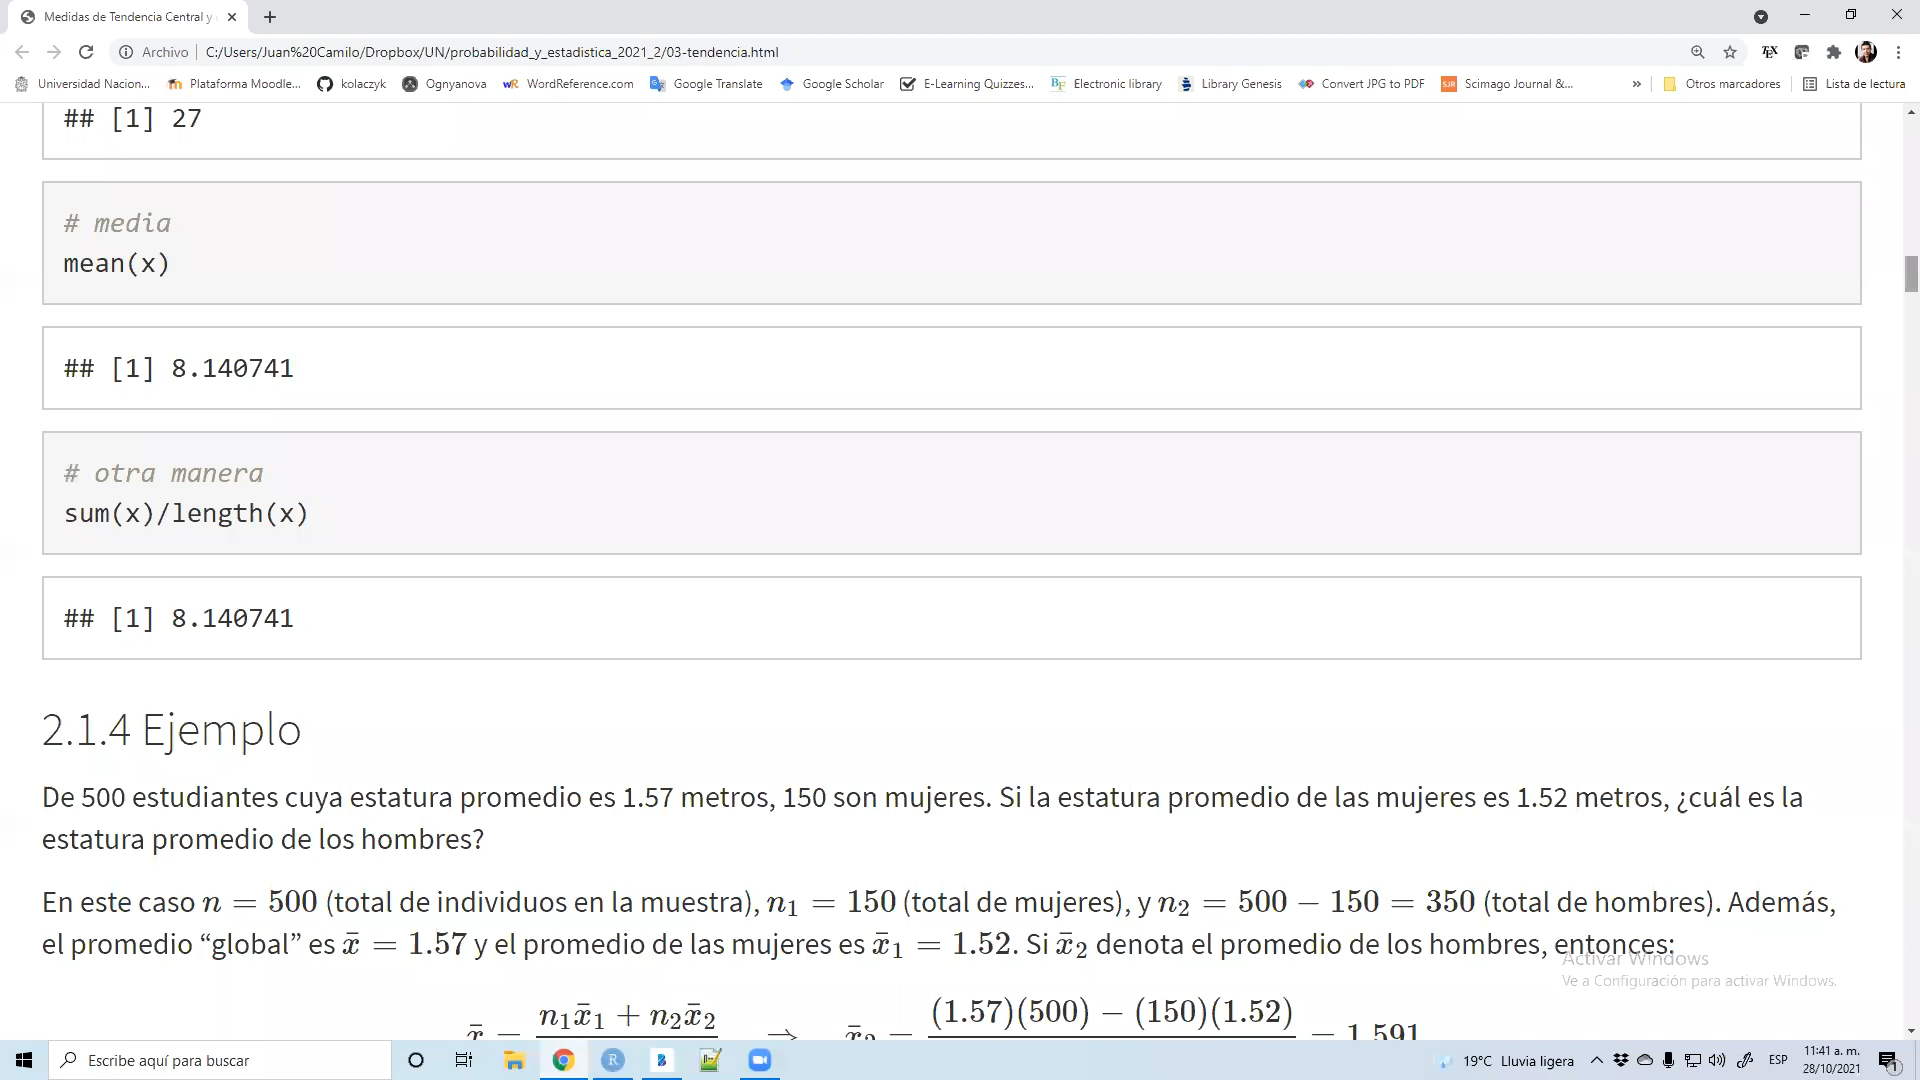 Medidas de Tendencia Central y
Archivo
C:/Users/Juan%20Camilo/Dropbox/UN/probabilidad_y_estadistica_2021_2/03-tendencia.html
Universidad Nacion...
Plataforma Moodle...
kolaczyk
Ognyanova
WordReference.com
Google Translate
Google Scholar
E-Learning Quizzes...
Electronic library
Library Genesis
Convert JPG to PDF
Scimago Journal &...
»
Otros marcadores
Lista de lectura
## [1] 27
# media
mean(x)
## [1] 8.140741
# otra manera
sum(x)/length(x)
## [1] 8.140741
2.1.4 Ejemplo
De 500 estudiantes cuya estatura promedio es 1.57 metros, 150 son mujeres. Si la estatura promedio de las mujeres es 1.52 metros, ¿cuál es la
estatura promedio de los hombres?
En este caso n = 500 (total de individuos en la muestra), n₁ = 150 (total de mujeres), y n₂ = 500 − 150 = 350 (total de hombres). Además,
el promedio “global” es x̄ = 1.57 y el promedio de las mujeres es x̄₁ = 1.52. Si x̄₂ denota el promedio de los hombres, entonces:
Activar Windows
Ve a Configuración para activar Windows.
x̄ = n₁x̄₁ + n₂x̄₂ ⇒ x̄₂ = (1.57)(500) − (150)(1.52) = 1.591
Escribe aquí para buscar
19°C Lluvia ligera
ESP
11:41 a. m.
28/10/2021
1